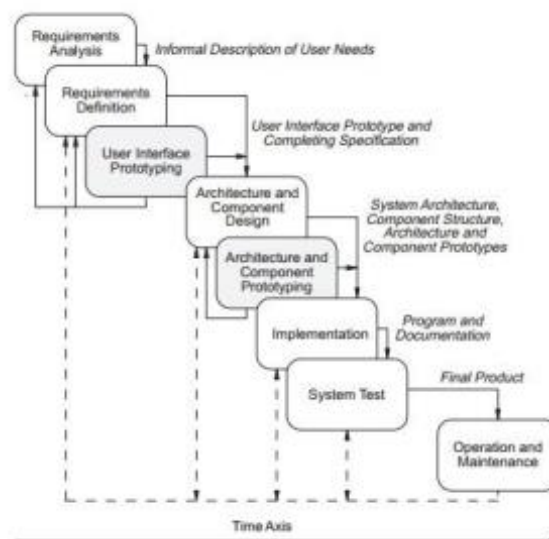 Requirements
Analysis
Informal Description of User Needs
Requirements
Definition
User Interface Prototype and
Completing Specification
User Interface
Prototyping
Architecture and
Component
Design
System Architecture,
Component Structure,
Architecture and
Component Prototypes
Architecture and
Component
Prototyping
Implementation
Program and
Documentation
System Test
Final Product
Operation and
Maintenance
Time Axis